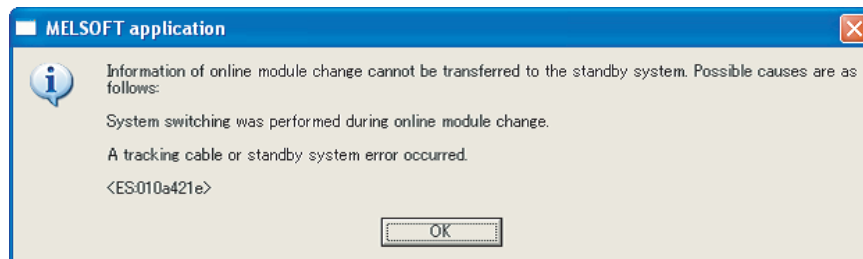 MELSOFT application
Information of online module change cannot be transferred to the standby system. Possible causes are as
follows:
System switching was performed during online module change.
A tracking cable or standby system error occurred.
<ES:010a421e>
OK